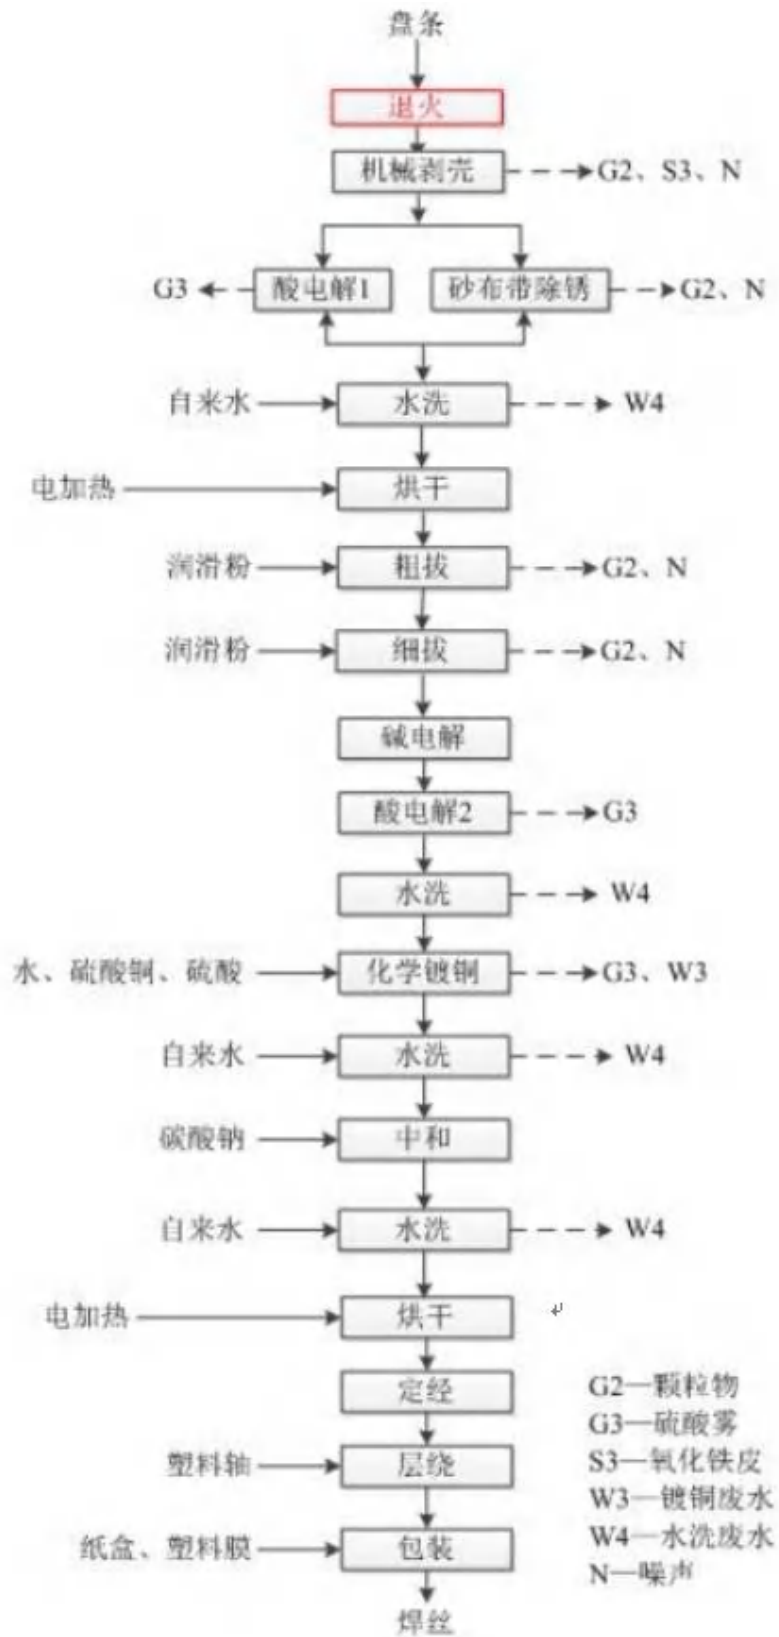 盘条
退火
机械剥壳 G2、S3、N
G3 酸电解1 砂布带除锈 G2、N
自来水 水洗 W4
电加热 烘干
润滑粉 粗拔 G2、N
润滑粉 细拔 G2、N
碱电解
酸电解2 G3
水洗 W4
水、硫酸铜、硫酸 化学镀铜 G3、W3
自来水 水洗 W4
碳酸钠 中和
自来水 水洗 W4
电加热 烘干
定经
塑料轴 层绕
纸盒、塑料膜 包装
焊丝
G2—颗粒物
G3—硫酸雾
S3—氧化铁皮
W3—镀铜废水
W4—水洗废水
N—噪声